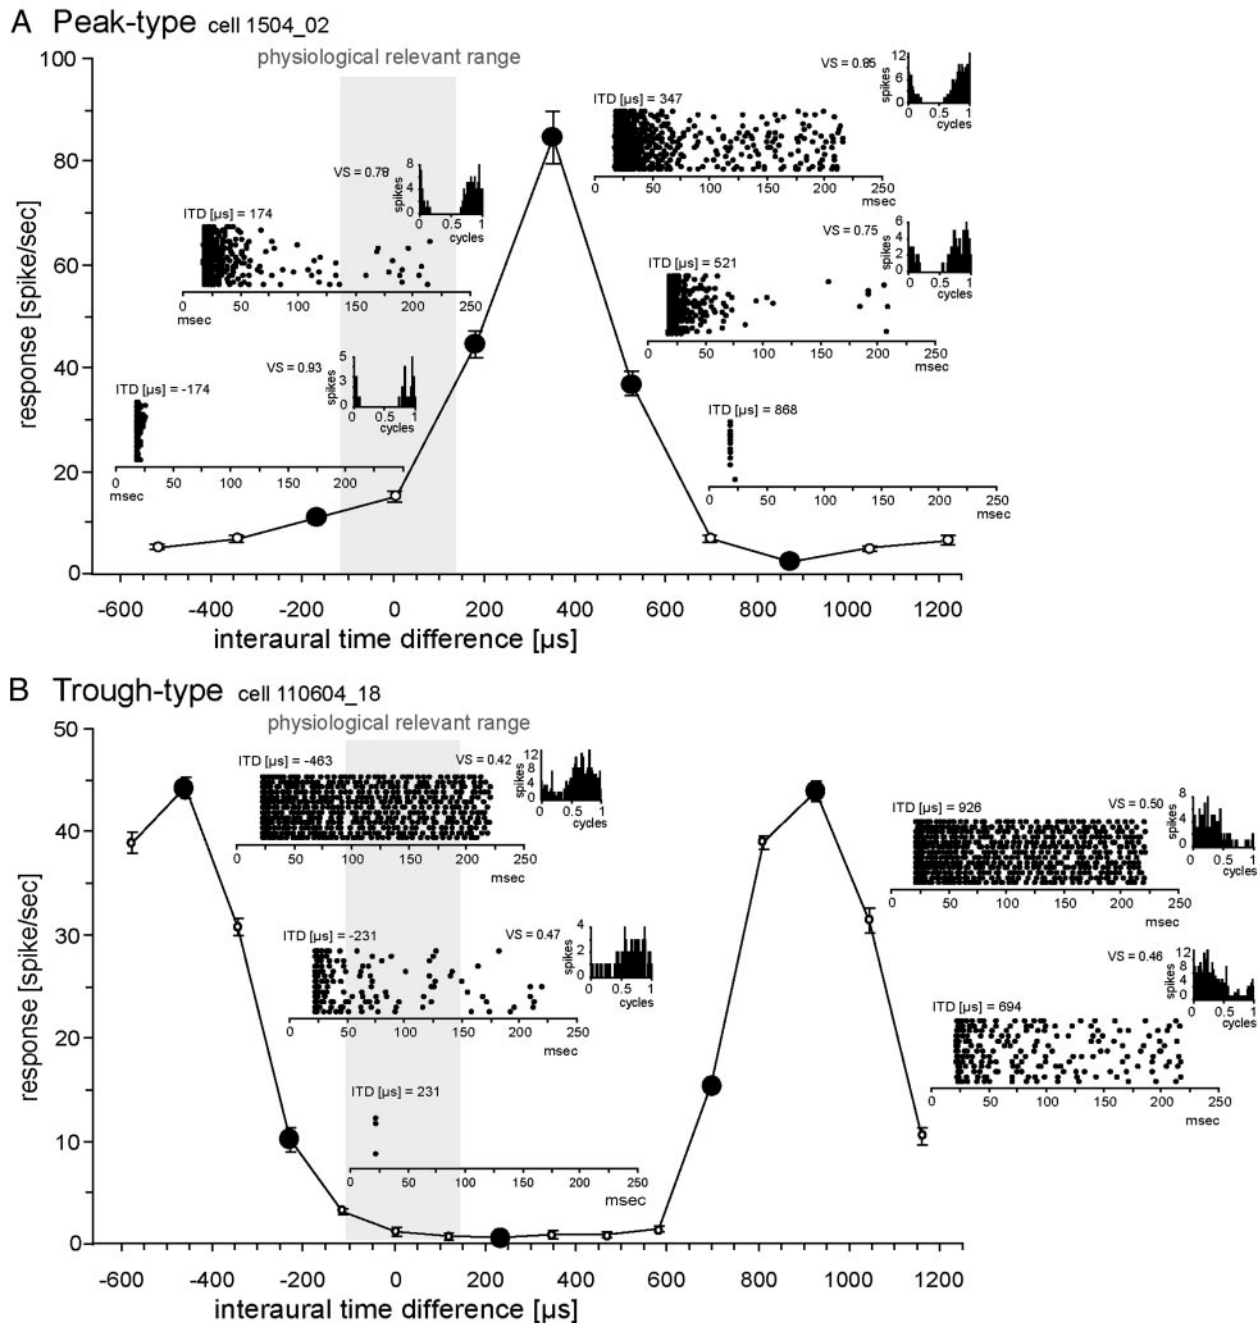 A Peak-type cell 1504_02
physiological relevant range
100
80
60
40
20
0
response [spike/sec]
-600 -400 -200 0 200 400 600 800 1000 1200
interaural time difference [µs]
ITD [µs] = -174
VS = 0.93
5
3
0
spikes
0 0.5 1
cycles
50 100 150 200
msec
ITD [µs] = 174
VS = 0.78
8
4
0
spikes
0 0.5 1
cycles
0 50 100 150 200 250
msec
ITD [µs] = 347
VS = 0.85
12
9
6
3
0
spikes
0 0.5 1
cycles
0 50 100 150 200 250
msec
ITD [µs] = 521
VS = 0.75
6
4
2
0
spikes
0 0.5 1
cycles
0 50 100 150 200 250
msec
ITD [µs] = 868
0 50 100 150 200 250
msec
B Trough-type cell 110604_18
physiological relevant range
50
40
30
20
10
0
response [spike/sec]
-600 -400 -200 0 200 400 600 800 1000 1200
interaural time difference [µs]
ITD [µs] = -463
VS = 0.42
12
8
4
0
spikes
0.5 1
cycles
0 50 100 150 200 250
msec
ITD [µs] = -231
VS = 0.47
4
2
0
spikes
0 0.5 1
cycles
0 50 100 150 200 250
msec
ITD [µs] = 231
0 50 100 150 200 250
msec
ITD [µs] = 926
VS = 0.50
8
4
0
spikes
0 0.5 1
cycles
0 50 100 150 200 250
msec
ITD [µs] = 694
VS = 0.46
12
8
4
0
spikes
0 0.5 1
cycles
0 50 100 150 200 250
msec